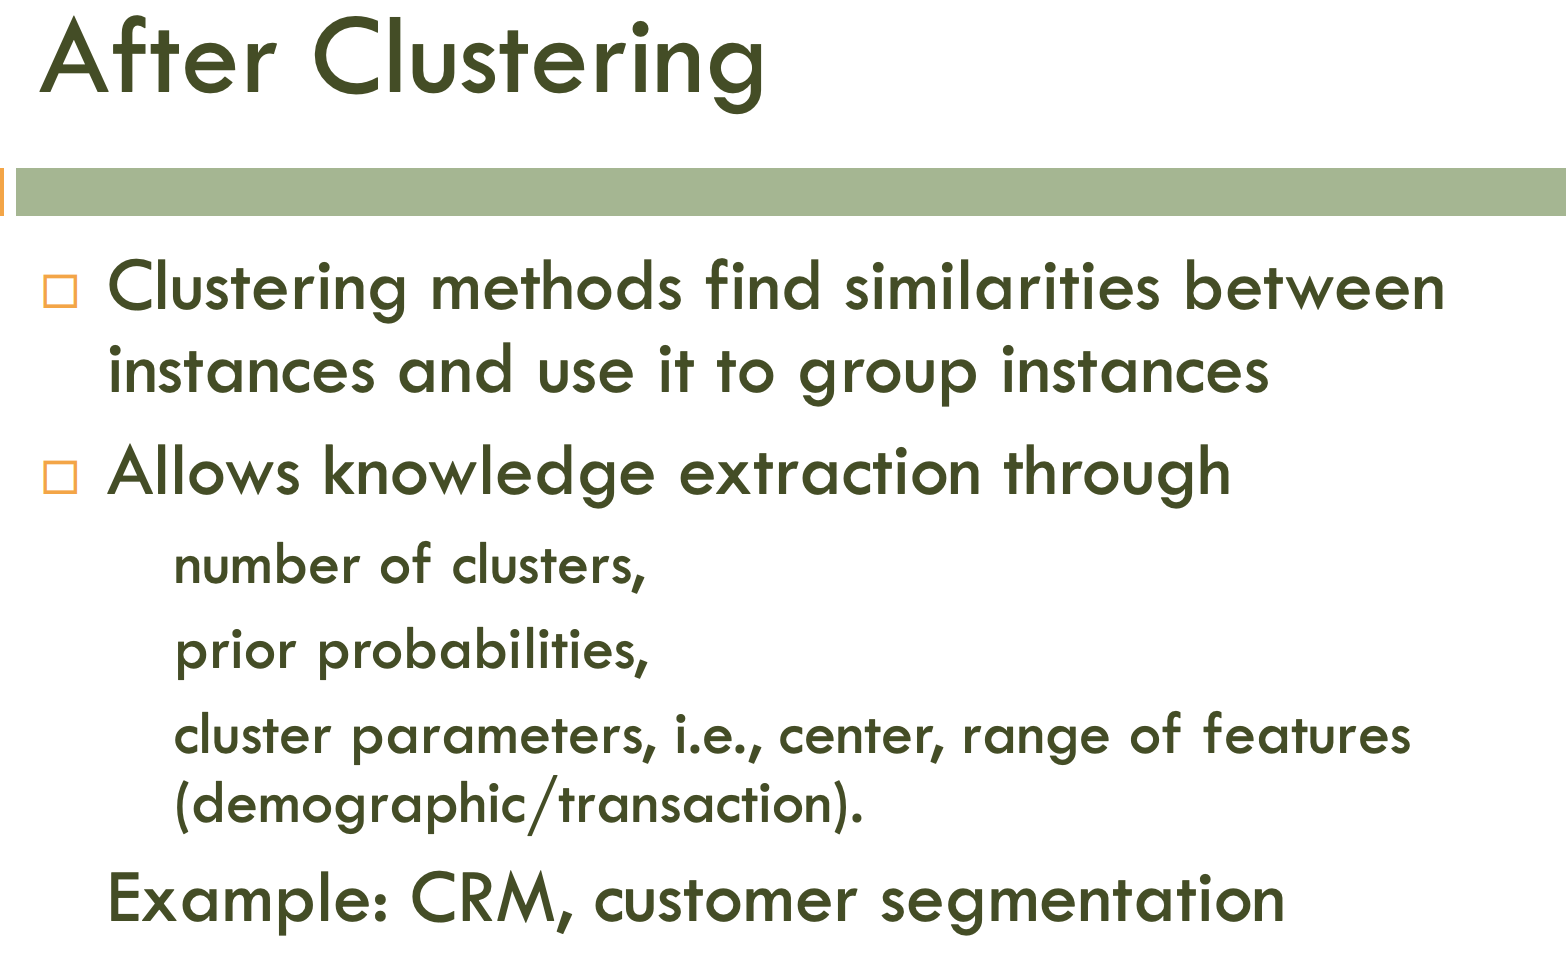 After Clustering
Clustering methods find similarities between
instances and use it to group instances
Allows knowledge extraction through
number of clusters,
prior probabilities,
cluster parameters, i.e., center, range of features
(demographic/transaction).
Example: CRM, customer segmentation